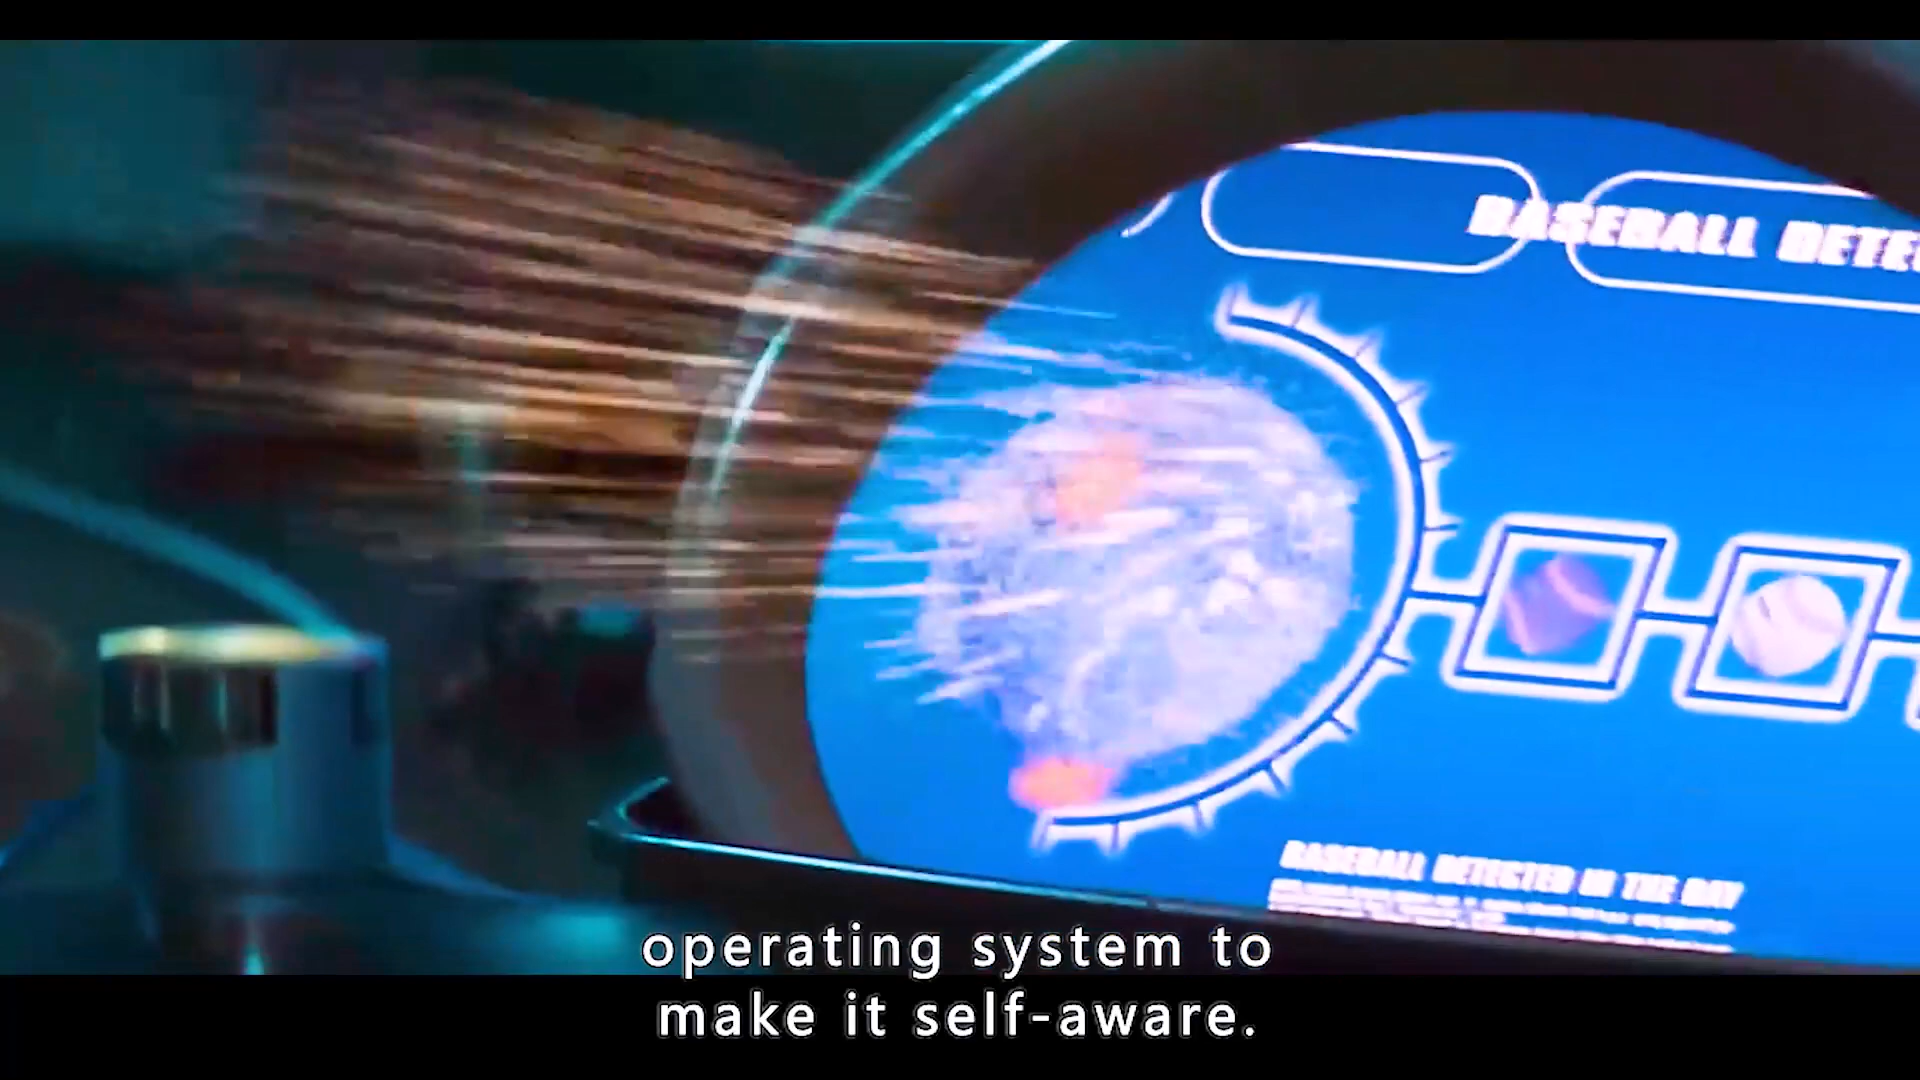 BASEBALL DETE
BASEBALL DETECTED IN THE BAY
operating system to
make it self-aware.